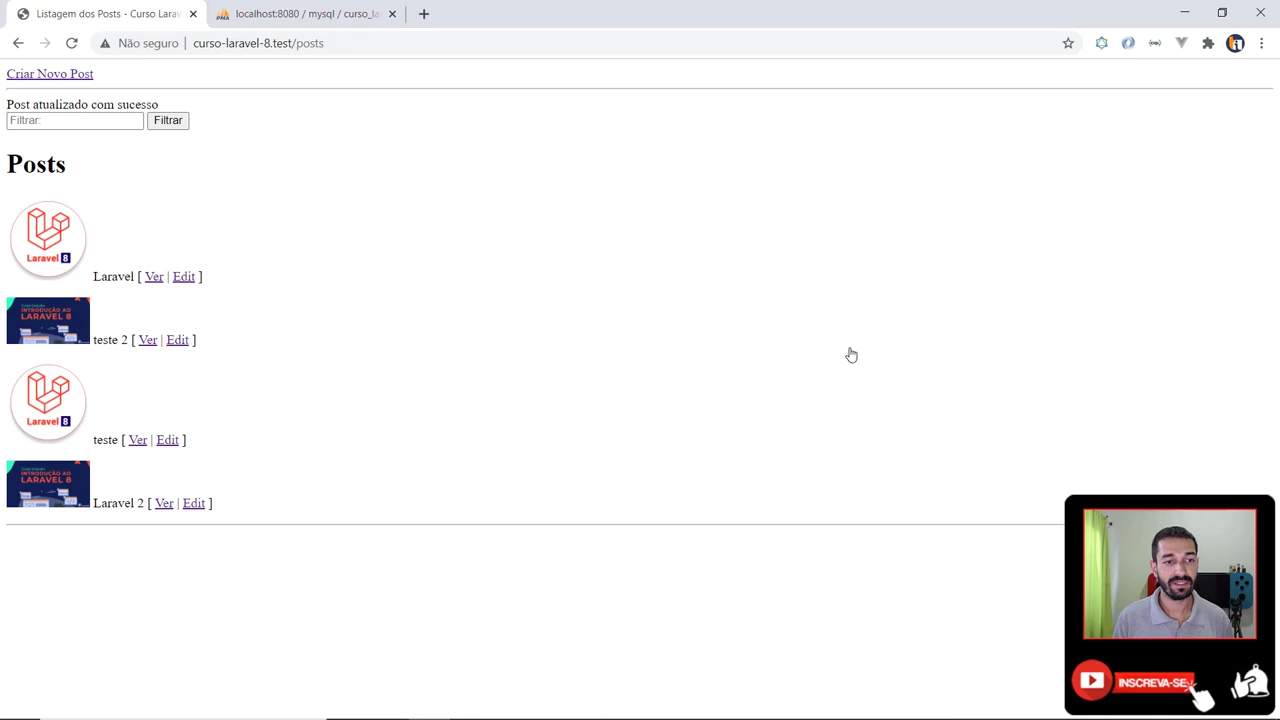 Listagem dos Posts - Curso Larav
localhost:8080 / mysql / curso_la
Não seguro
curso-laravel-8.test/posts
Criar Novo Post
Post atualizado com sucesso
Filtrar:
Filtrar
Posts
Laravel 8
Laravel [ Ver | Edit ]
INTRODUÇÃO AO
LARAVEL 8
teste 2 [ Ver | Edit ]
Laravel 8
teste [ Ver | Edit ]
INTRODUÇÃO AO
LARAVEL 8
Laravel 2 [ Ver | Edit ]
INSCREVA-SE